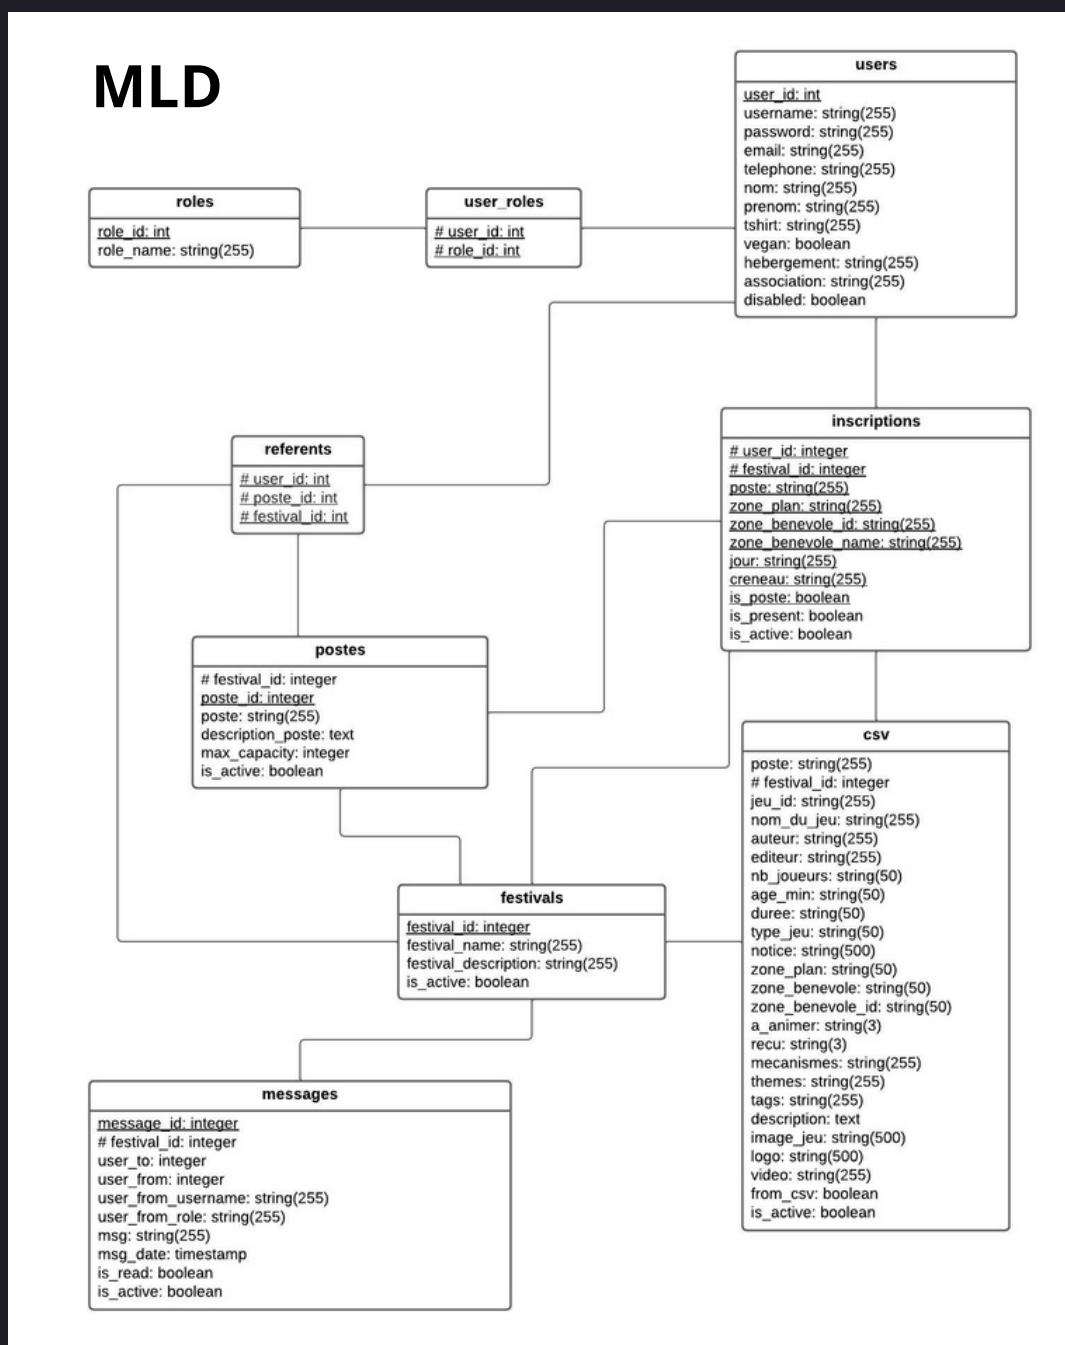 MLD
users
user_id: int
username: string(255)
password: string(255)
email: string(255)
telephone: string(255)
nom: string(255)
prenom: string(255)
tshirt: string(255)
vegan: boolean
hebergement: string(255)
association: string(255)
disabled: boolean
roles
role_id: int
role_name: string(255)
user_roles
# user_id: int
# role_id: int
referents
# user_id: int
# poste_id: int
# festival_id: int
inscriptions
# user_id: integer
# festival_id: integer
poste: string(255)
zone_plan: string(255)
zone_benevole_id: string(255)
zone_benevole_name: string(255)
jour: string(255)
creneau: string(255)
is_poste: boolean
is_present: boolean
is_active: boolean
postes
# festival_id: integer
poste_id: integer
poste: string(255)
description_poste: text
max_capacity: integer
is_active: boolean
csv
poste: string(255)
# festival_id: integer
jeu_id: string(255)
nom_du_jeu: string(255)
auteur: string(255)
editeur: string(255)
nb_joueurs: string(50)
age_min: string(50)
duree: string(50)
type_jeu: string(50)
notice: string(500)
zone_plan: string(50)
zone_benevole: string(50)
zone_benevole_id: string(50)
a_animer: string(3)
recu: string(3)
mecanismes: string(255)
themes: string(255)
tags: string(255)
description: text
image_jeu: string(500)
logo: string(500)
video: string(255)
from_csv: boolean
is_active: boolean
festivals
festival_id: integer
festival_name: string(255)
festival_description: string(255)
is_active: boolean
messages
message_id: integer
# festival_id: integer
user_to: integer
user_from: integer
user_from_username: string(255)
user_from_role: string(255)
msg: string(255)
msg_date: timestamp
is_read: boolean
is_active: boolean